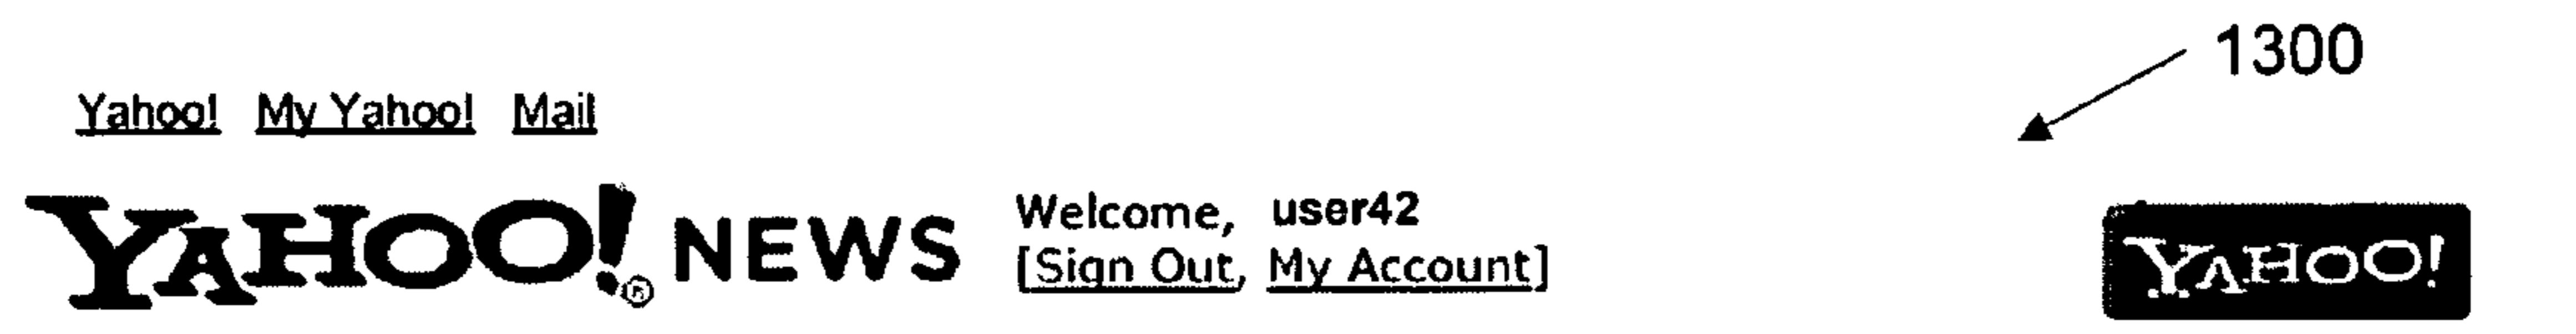 1300
Yahoo! My Yahoo! Mail
YAHOO!® NEWS
Welcome, user42
[Sign Out, My Account]
YAHOO!